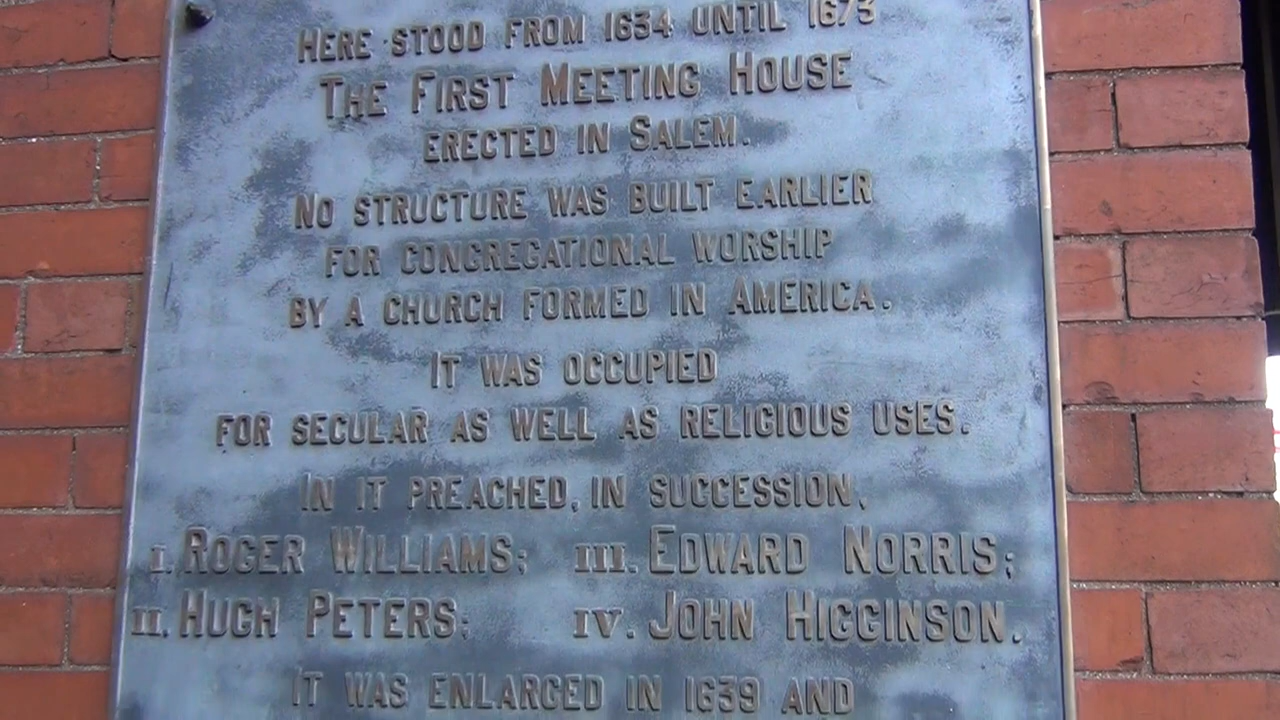 HERE STOOD FROM 1634 UNTIL 1673
THE FIRST MEETING HOUSE
ERECTED IN SALEM.
NO STRUCTURE WAS BUILT EARLIER
FOR CONGREGATIONAL WORSHIP
BY A CHURCH FORMED IN AMERICA.
IT WAS OCCUPIED
FOR SECULAR AS WELL AS RELIGIOUS USES.
IN IT PREACHED, IN SUCCESSION,
I. ROGER WILLIAMS; III. EDWARD NORRIS;
II. HUGH PETERS; IV. JOHN HIGGINSON.
IT WAS ENLARGED IN 1639 AND